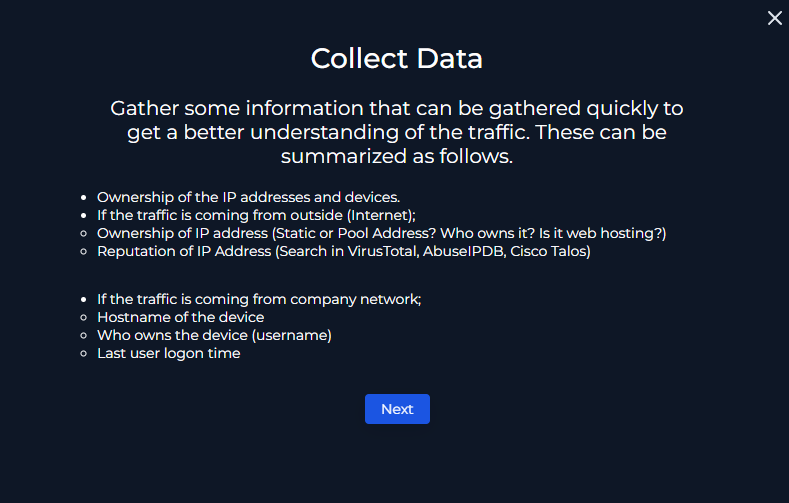 Collect Data
Gather some information that can be gathered quickly to
get a better understanding of the traffic. These can be
summarized as follows.
• Ownership of the IP addresses and devices.
• If the traffic is coming from outside (Internet);
○ Ownership of IP address (Static or Pool Address? Who owns it? Is it web hosting?)
○ Reputation of IP Address (Search in VirusTotal, AbuseIPDB, Cisco Talos)
• If the traffic is coming from company network;
○ Hostname of the device
○ Who owns the device (username)
○ Last user logon time
Next